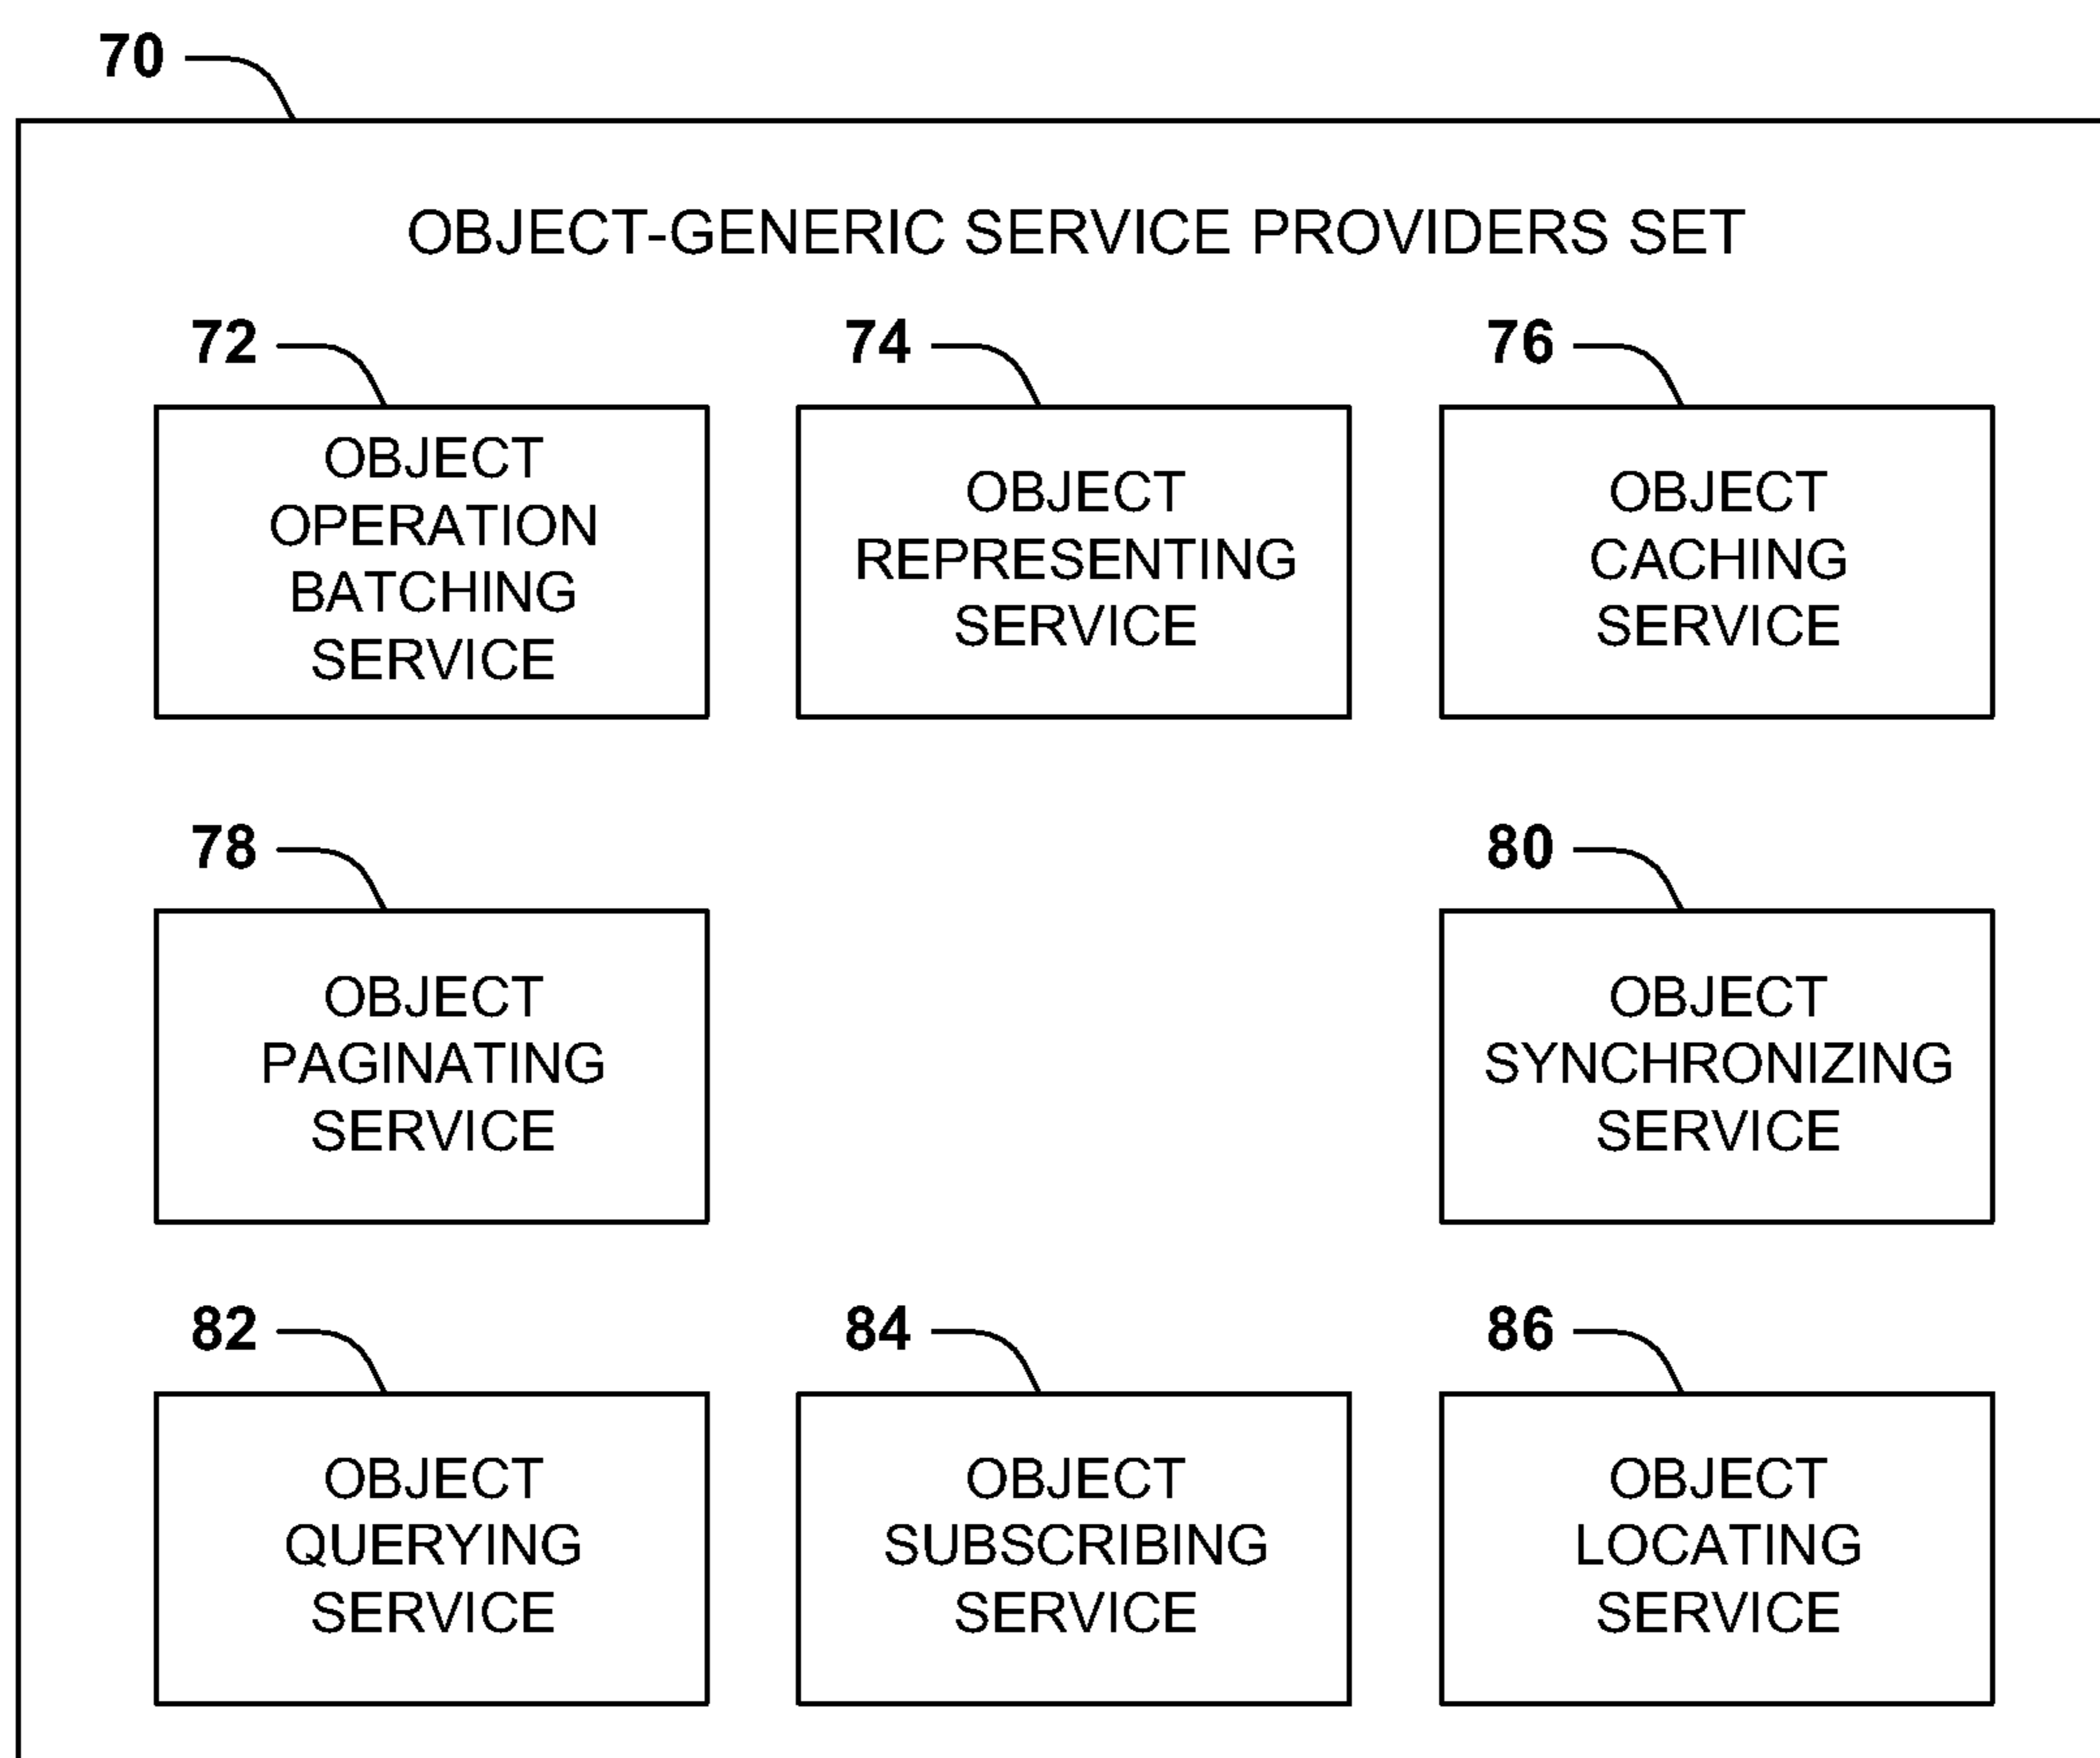 70
OBJECT-GENERIC SERVICE PROVIDERS SET
72
OBJECT
OPERATION
BATCHING
SERVICE
74
OBJECT
REPRESENTING
SERVICE
76
OBJECT
CACHING
SERVICE
78
OBJECT
PAGINATING
SERVICE
80
OBJECT
SYNCHRONIZING
SERVICE
82
OBJECT
QUERYING
SERVICE
84
OBJECT
SUBSCRIBING
SERVICE
86
OBJECT
LOCATING
SERVICE